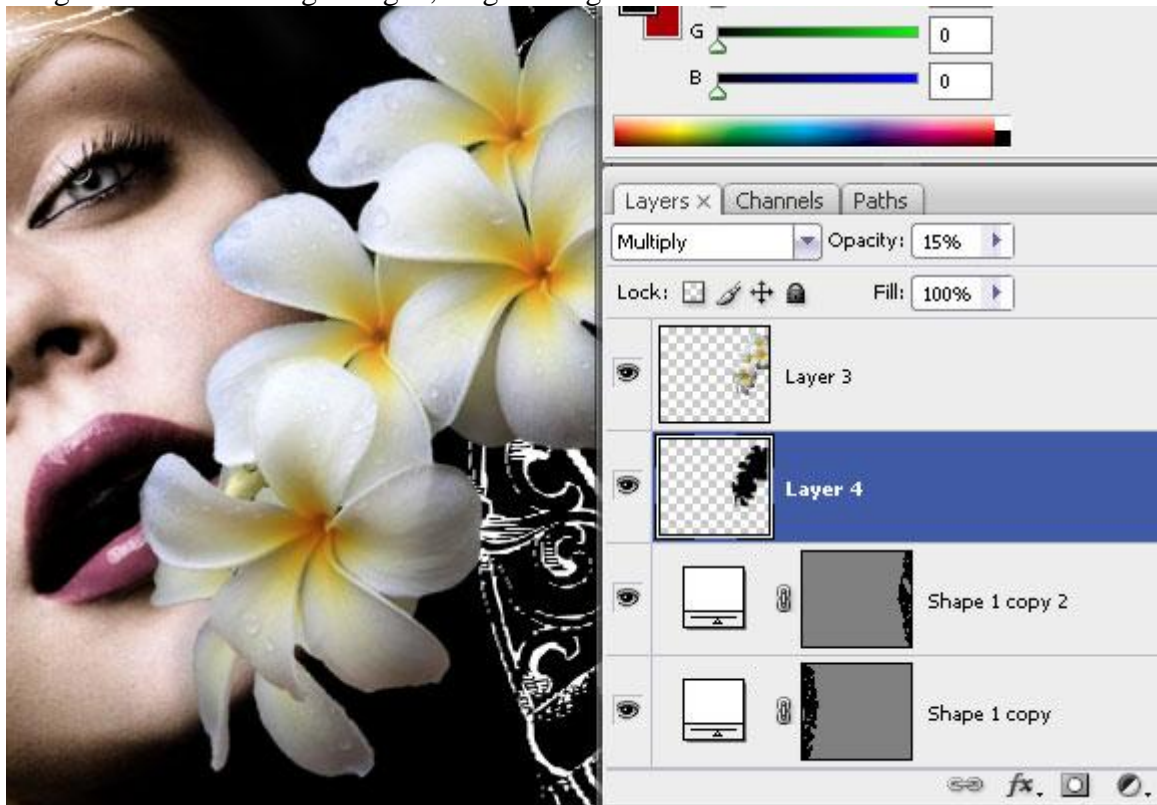 G 0
B 0
Layers × Channels Paths
Multiply Opacity: 15%
Lock: Fill: 100%
Layer 3
Layer 4
Shape 1 copy 2
Shape 1 copy
fx.